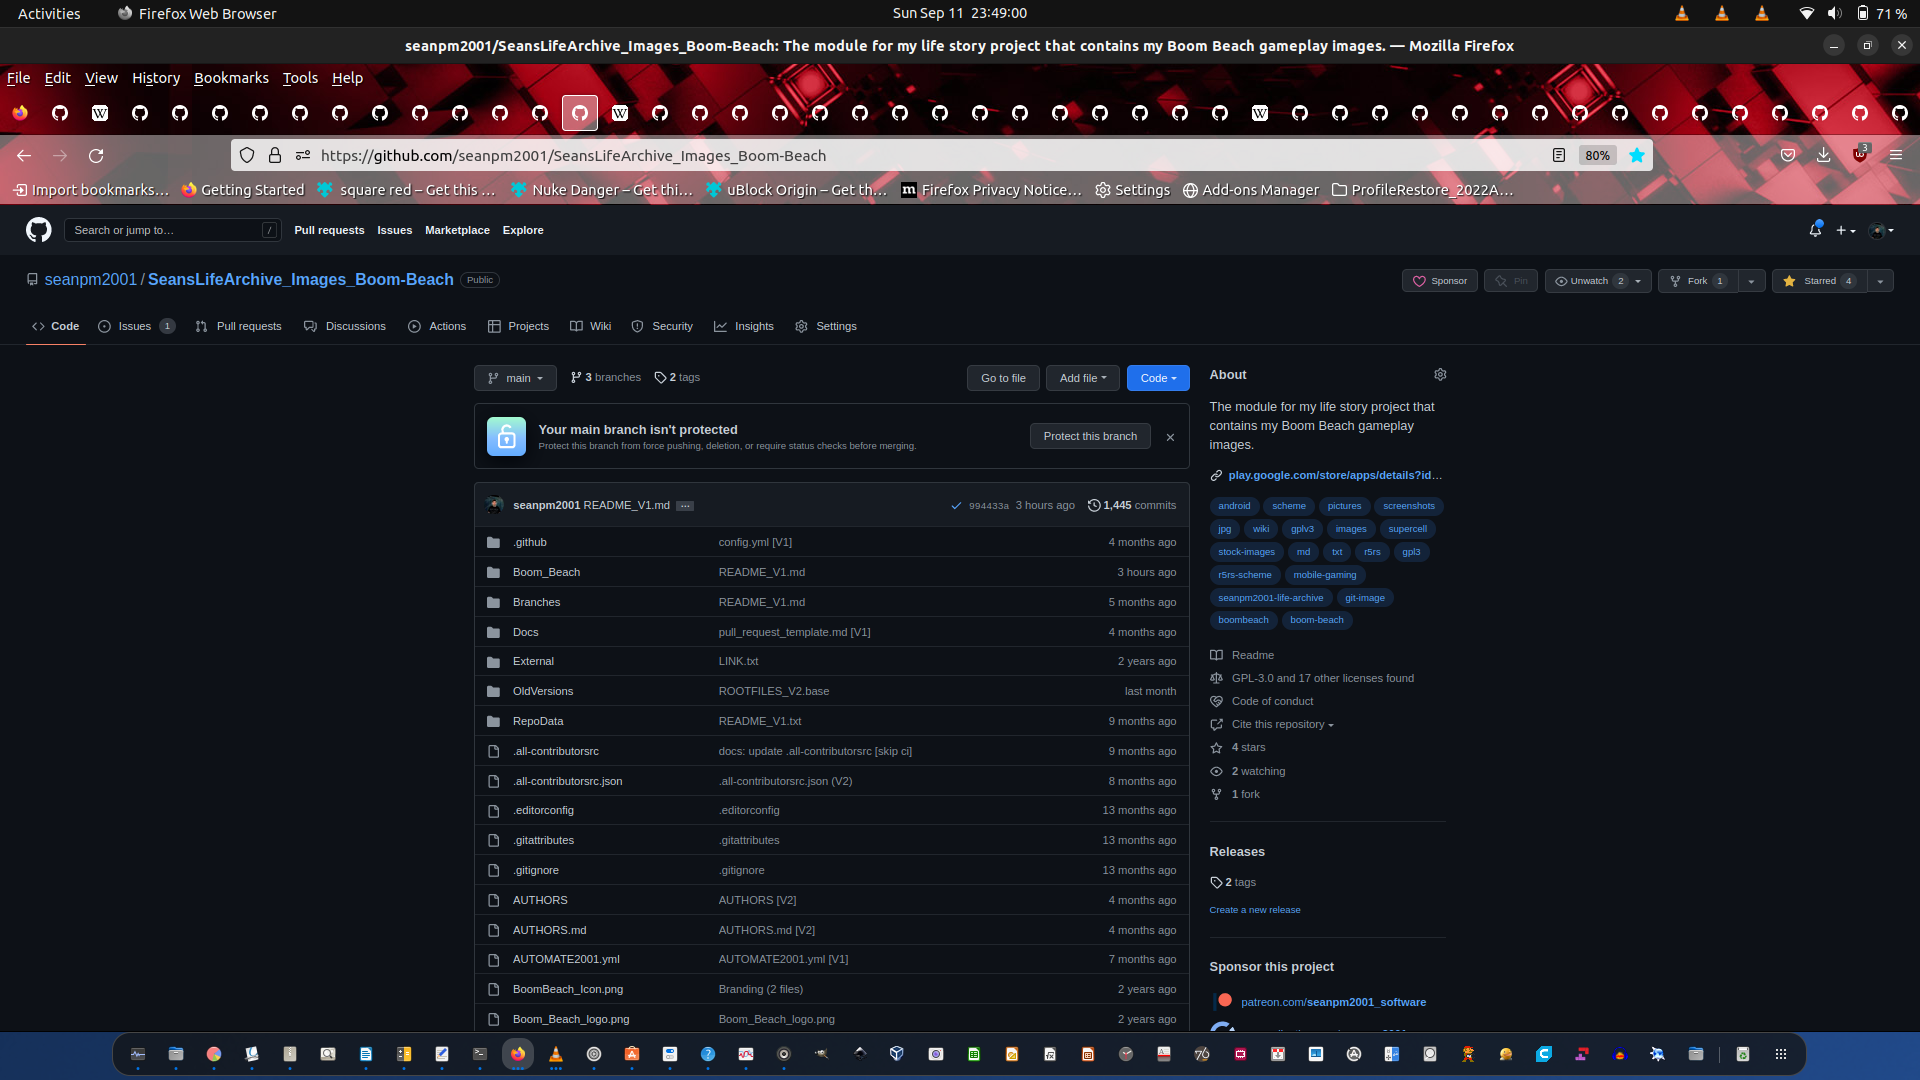 Activities
Firefox Web Browser
Sun Sep 11 23:49:00
71 %
seanpm2001/SeansLifeArchive_Images_Boom-Beach: The module for my life story project that contains my Boom Beach gameplay images. — Mozilla Firefox
File Edit View History Bookmarks Tools Help
https://github.com/seanpm2001/SeansLifeArchive_Images_Boom-Beach
80%
3
Import bookmarks…
Getting Started
square red – Get this …
Nuke Danger – Get thi…
uBlock Origin – Get th…
Firefox Privacy Notice…
Settings
Add-ons Manager
ProfileRestore_2022A…
Search or jump to…
/
Pull requests Issues Marketplace Explore
seanpm2001 / SeansLifeArchive_Images_Boom-Beach Public
Sponsor
Pin
Unwatch 2
Fork 1
Starred 4
Code
Issues 1
Pull requests
Discussions
Actions
Projects
Wiki
Security
Insights
Settings
main
3 branches
2 tags
Go to file
Add file
Code
Your main branch isn't protected
Protect this branch from force pushing, deletion, or require status checks before merging.
Protect this branch
seanpm2001 README_V1.md … 994433a 3 hours ago 1,445 commits
.github config.yml [V1] 4 months ago
Boom_Beach README_V1.md 3 hours ago
Branches README_V1.md 5 months ago
Docs pull_request_template.md [V1] 4 months ago
External LINK.txt 2 years ago
OldVersions ROOTFILES_V2.base last month
RepoData README_V1.txt 9 months ago
.all-contributorsrc docs: update .all-contributorsrc [skip ci] 9 months ago
.all-contributorsrc.json .all-contributorsrc.json (V2) 8 months ago
.editorconfig .editorconfig 13 months ago
.gitattributes .gitattributes 13 months ago
.gitignore .gitignore 13 months ago
AUTHORS AUTHORS [V2] 4 months ago
AUTHORS.md AUTHORS.md [V2] 4 months ago
AUTOMATE2001.yml AUTOMATE2001.yml [V1] 7 months ago
BoomBeach_Icon.png Branding (2 files) 2 years ago
Boom_Beach_logo.png Boom_Beach_logo.png 2 years ago
About
The module for my life story project that
contains my Boom Beach gameplay
images.
play.google.com/store/apps/details?id…
android scheme pictures screenshots
jpg wiki gplv3 images supercell
stock-images md txt r5rs gpl3
r5rs-scheme mobile-gaming
seanpm2001-life-archive git-image
boombeach boom-beach
Readme
GPL-3.0 and 17 other licenses found
Code of conduct
Cite this repository
4 stars
2 watching
1 fork
Releases
2 tags
Create a new release
Sponsor this project
patreon.com/seanpm2001_software